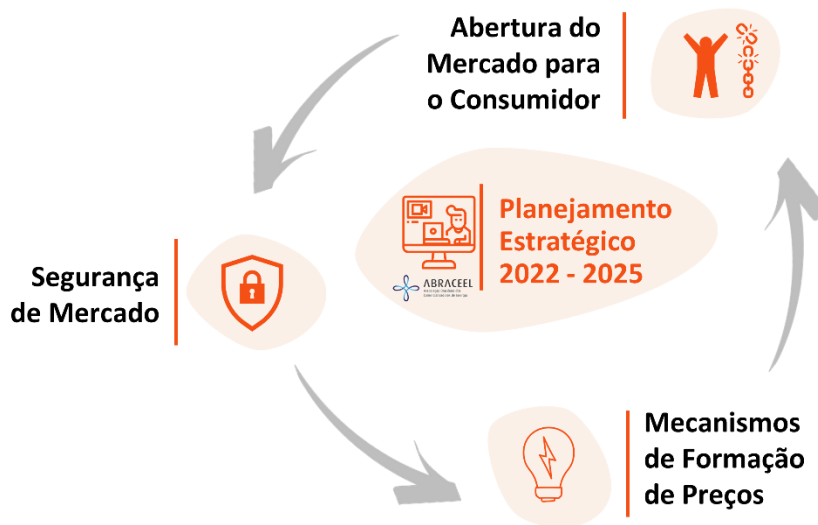 Abertura do
Mercado para
o Consumidor
Planejamento
Estratégico
2022 - 2025
ABRACEEL
Segurança
de Mercado
Mecanismos
de Formação
de Preços